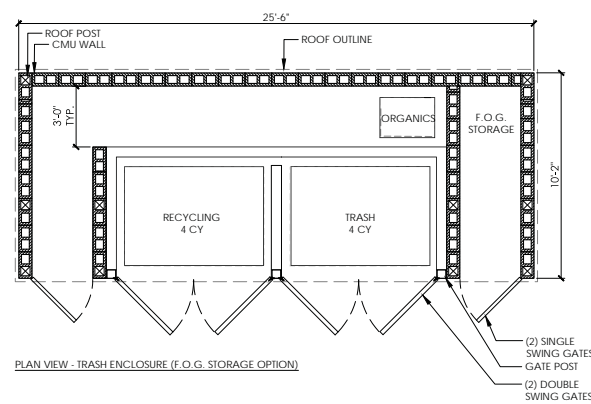 25'-6"
ROOF POST
CMU WALL
ROOF OUTLINE
3'-0"
TYP.
ORGANICS
F.O.G.
STORAGE
10'-2"
RECYCLING
4 CY
TRASH
4 CY
(2) SINGLE
SWING GATES
GATE POST
(2) DOUBLE
SWING GATES
PLAN VIEW - TRASH ENCLOSURE (F.O.G. STORAGE OPTION)